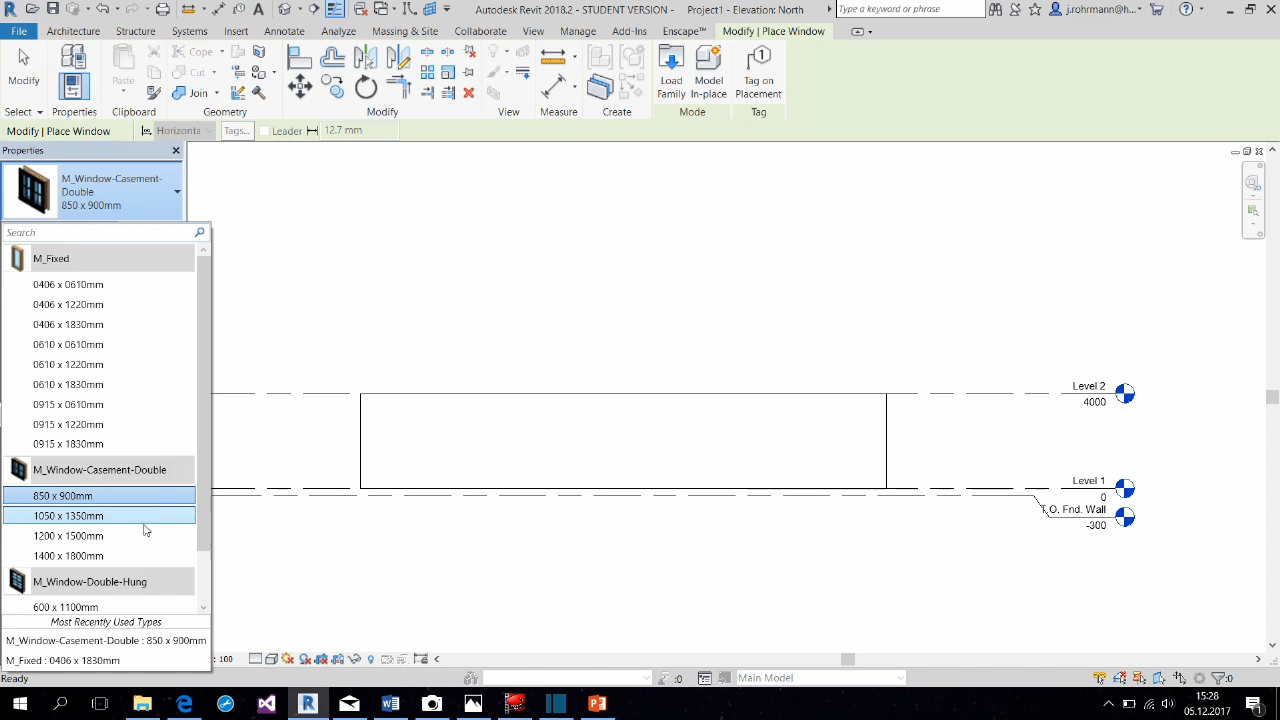 Autodesk Revit 2018.2 - STUDENT VERSION - Project1 - Elevation: North
Type a keyword or phrase
j.rohrmann@h...
File Architecture Structure Systems Insert Annotate Analyze Massing & Site Collaborate View Manage Add-Ins Enscape™ Modify | Place Window
Modify
Paste
Cope
Cut
Join
Load
Family
Model
In-place
Tag on
Placement
Select Properties Clipboard Geometry Modify View Measure Create Mode Tag
Modify | Place Window Horizonta Tags... Leader 12.7 mm
Properties
M_Window-Casement-
Double
850 x 900mm
Search
M_Fixed
0406 x 0610mm
0406 x 1220mm
0406 x 1830mm
0610 x 0610mm
0610 x 1220mm
0610 x 1830mm
0915 x 0610mm
0915 x 1220mm
0915 x 1830mm
M_Window-Casement-Double
850 x 900mm
1050 x 1350mm
1200 x 1500mm
1400 x 1800mm
M_Window-Double-Hung
600 x 1100mm
Most Recently Used Types
M_Window-Casement-Double : 850 x 900mm
M_Fixed : 0406 x 1830mm
Level 2
4000
Level 1
0
T.O. Fnd. Wall
-300
: 100
Ready
:0
Main Model
:0
15:28
05.12.2017